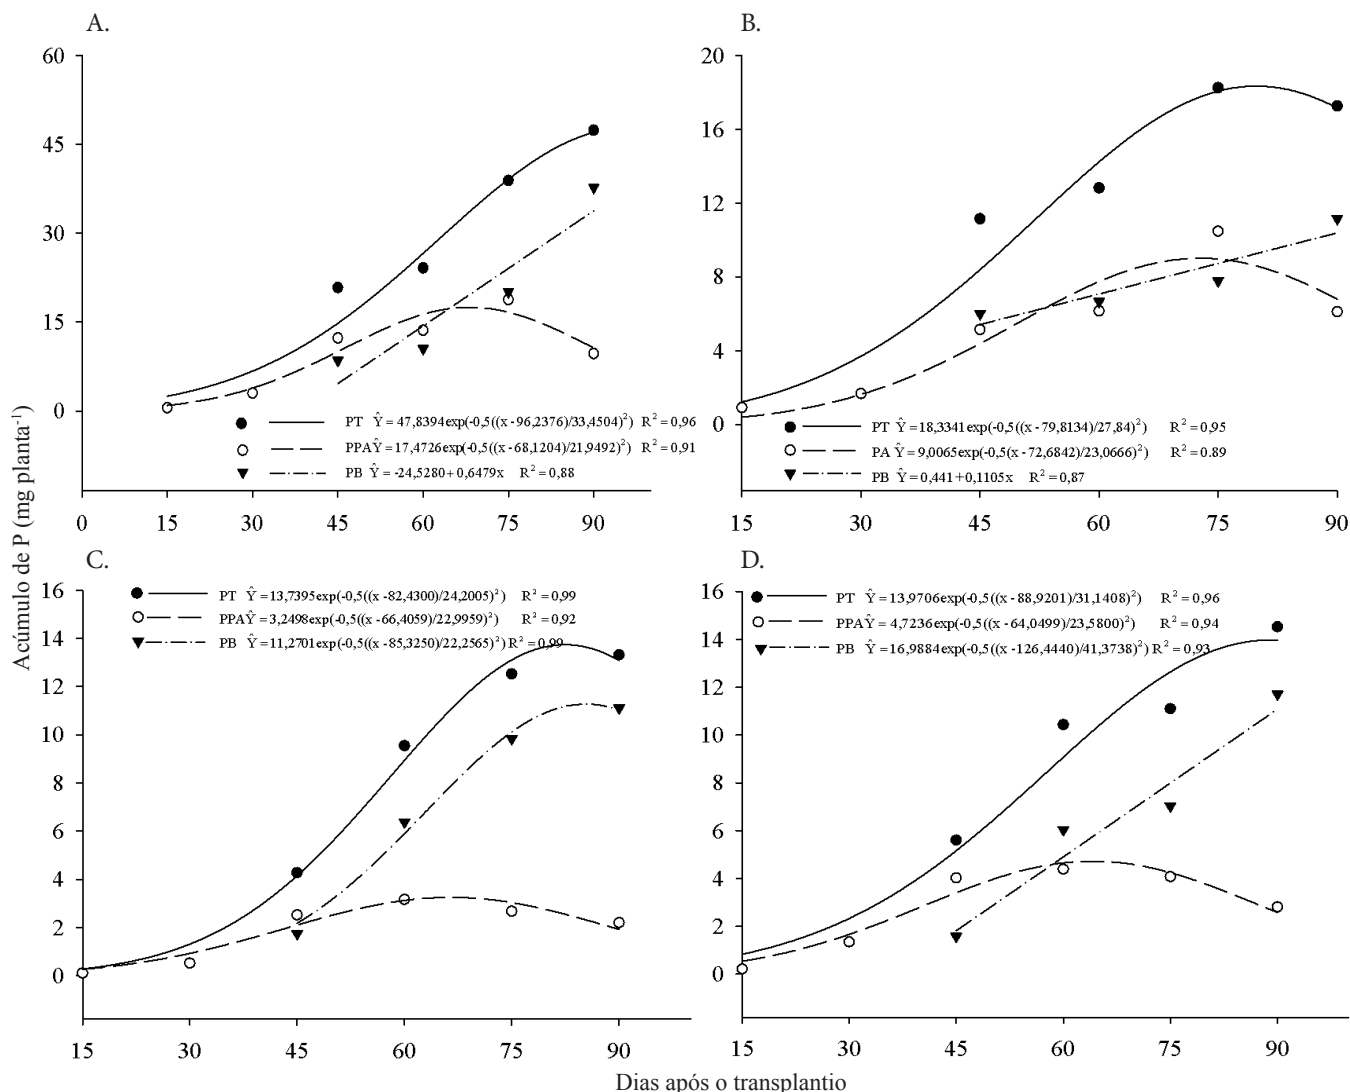 A.
60
45
30
15
0
PT Ŷ = 47,8394exp(-0,5((x - 96,2376)/33,4504)²) R² = 0,96
PPA Ŷ = 17,4726exp(-0,5((x - 68,1204)/21,9492)²) R² = 0,91
PB Ŷ = -24,5280 + 0,6479x R² = 0,88
0 15 30 45 60 75 90
B.
20
16
12
8
4
0
PT Ŷ = 18,3341exp(-0,5((x - 79,8134)/27,84)²) R² = 0,95
PA Ŷ = 9,0065exp(-0,5(x - 72,6842)/23,0666)²) R² = 0.89
PB Ŷ = 0,441 + 0,1105x R² = 0,87
15 30 45 60 75 90
Acúmulo de P (mg planta⁻¹)
C.
PT Ŷ = 13,7395exp(-0,5((x - 82,4300)/24,2005)²) R² = 0,99
PPA Ŷ = 3,2498exp(-0,5((x - 66,4059)/22,9959)²) R² = 0,92
PB Ŷ = 11,2701exp(-0,5((x - 85,3250)/22,2565)²) R² = 0,99
16
14
12
10
8
6
4
2
0
15 30 45 60 75 90
D.
PT Ŷ = 13,9706exp(-0,5((x - 88,9201)/31,1408)²) R² = 0,96
PPA Ŷ = 4,7236exp(-0,5((x - 64,0499)/23,5800)²) R² = 0,94
PB Ŷ = 16,9884exp(-0,5((x - 126,4440)/41,3738)²) R² = 0,93
16
14
12
10
8
6
4
2
0
15 30 45 60 75 90
Dias após o transplantio